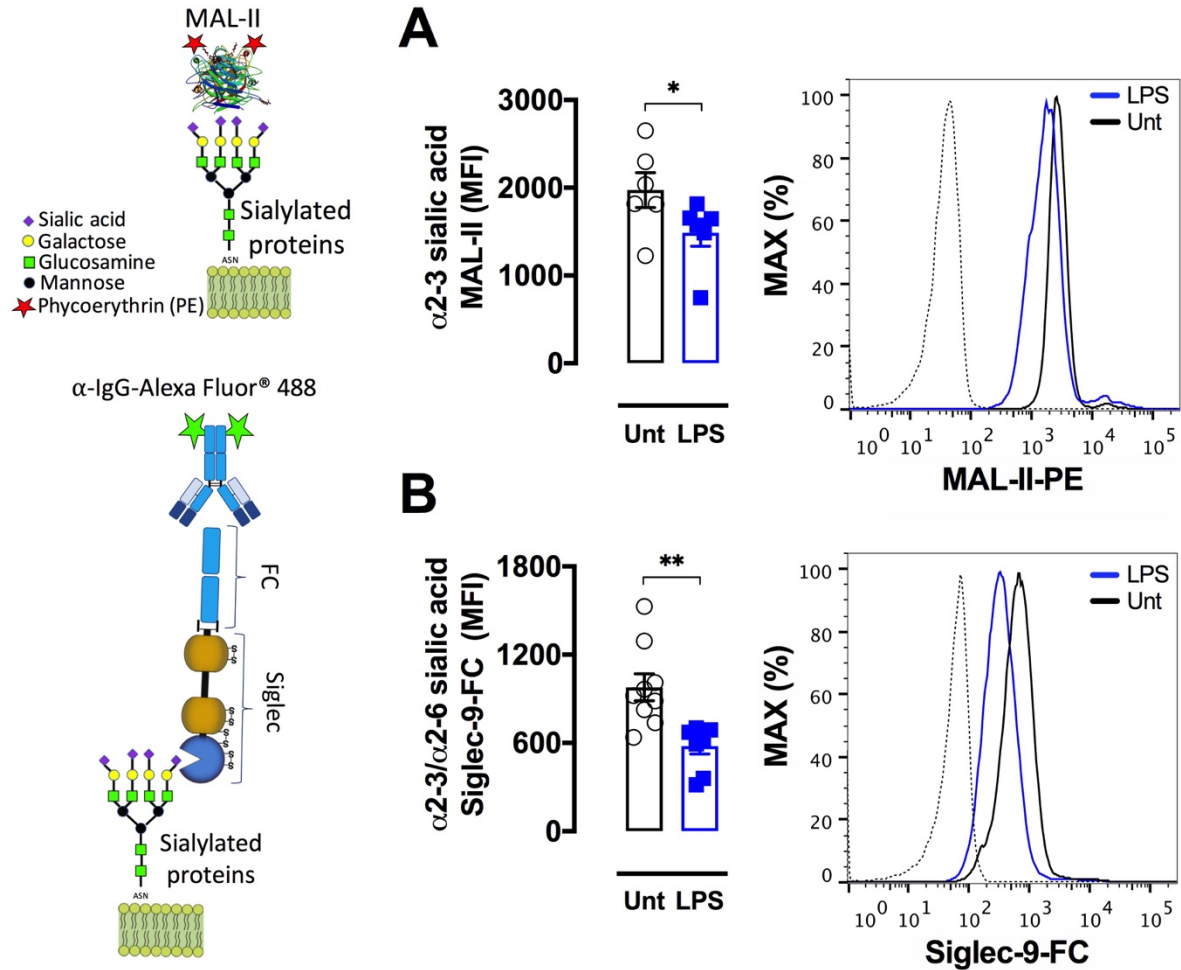 MAL-II
Sialylated
proteins
Sialic acid
Galactose
Glucosamine
Mannose
Phycoerythrin (PE)
ASN
α-IgG-Alexa Fluor® 488
FC
Siglec
S-S
S-S
S-S
S-S
S-S
Sialylated
proteins
ASN
A
α2-3 sialic acid
MAL-II (MFI)
3000
2000
1000
0
*
Unt LPS
MAX (%)
100
80
60
40
20
0
LPS
Unt
10⁰ 10¹ 10² 10³ 10⁴ 10⁵
MAL-II-PE
B
α2-3/α2-6 sialic acid
Siglec-9-FC (MFI)
1800
1200
600
0
**
Unt LPS
MAX (%)
100
80
60
40
20
0
LPS
Unt
10⁰ 10¹ 10² 10³ 10⁴ 10⁵
Siglec-9-FC